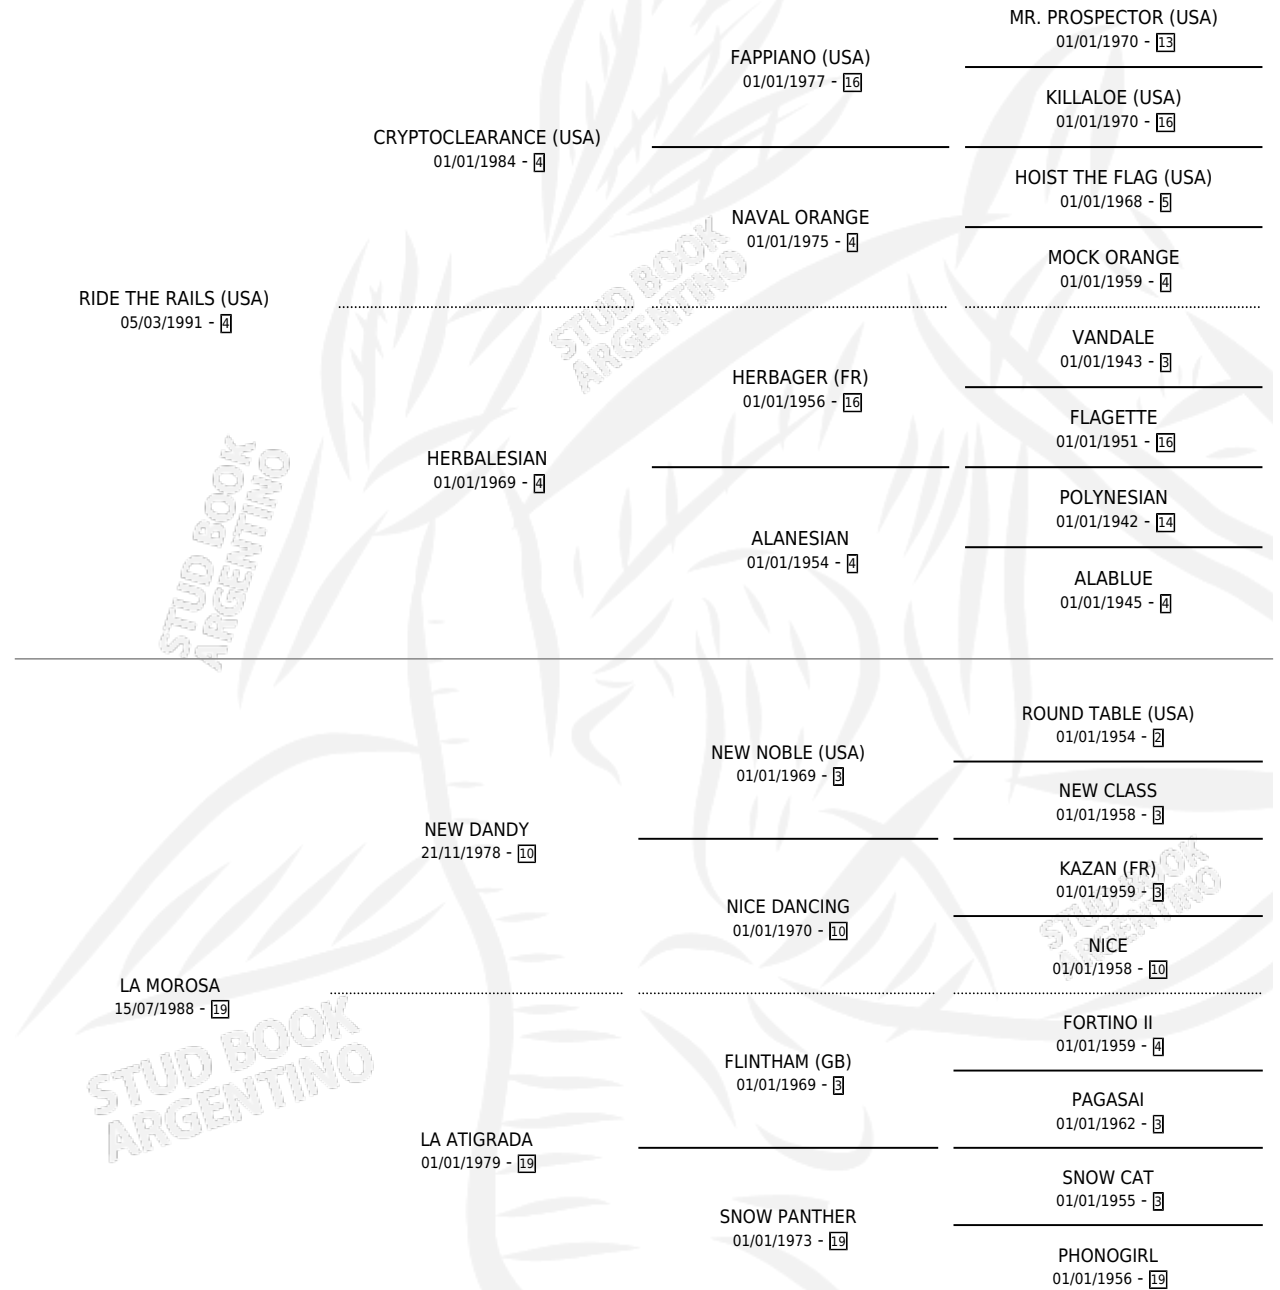 MR. PROSPECTOR (USA)
01/01/1970 - 13
FAPPIANO (USA)
01/01/1977 - 16
KILLALOE (USA)
01/01/1970 - 16
CRYPTOCLEARANCE (USA)
01/01/1984 - 4
HOIST THE FLAG (USA)
01/01/1968 - 5
NAVAL ORANGE
01/01/1975 - 4
MOCK ORANGE
01/01/1959 - 4
RIDE THE RAILS (USA)
05/03/1991 - 4
VANDALE
01/01/1943 - 3
HERBAGER (FR)
01/01/1956 - 16
FLAGETTE
01/01/1951 - 16
HERBALESIAN
01/01/1969 - 4
POLYNESIAN
01/01/1942 - 14
ALANESIAN
01/01/1954 - 4
ALABLUE
01/01/1945 - 4
ROUND TABLE (USA)
01/01/1954 - 2
NEW NOBLE (USA)
01/01/1969 - 3
NEW CLASS
01/01/1958 - 3
NEW DANDY
21/11/1978 - 10
KAZAN (FR)
01/01/1959 - 3
NICE DANCING
01/01/1970 - 10
NICE
01/01/1958 - 10
LA MOROSA
15/07/1988 - 19
FORTINO II
01/01/1959 - 4
FLINTHAM (GB)
01/01/1969 - 3
PAGASAI
01/01/1962 - 3
LA ATIGRADA
01/01/1979 - 19
SNOW CAT
01/01/1955 - 3
SNOW PANTHER
01/01/1973 - 19
PHONOGIRL
01/01/1956 - 19
STUD BOOK
ARGENTINO
STUD BOOK
ARGENTINO
STUD BOOK
ARGENTINO
STUD BOOK
ARGENTINO